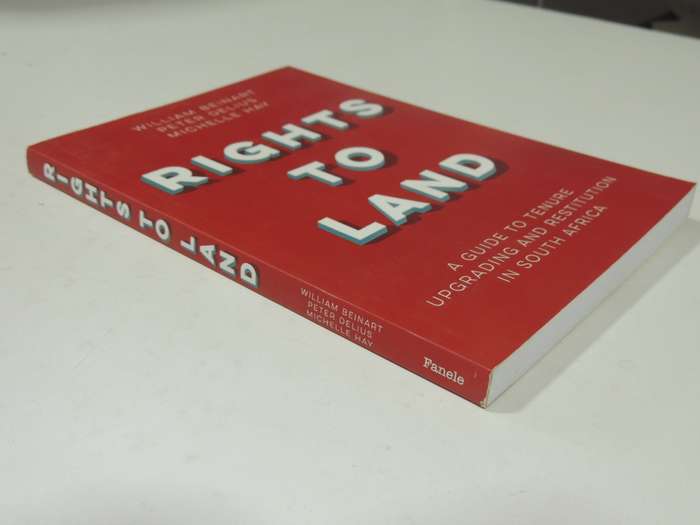 WILLIAM BEINART
PETER DELIUS
MICHELLE HAY
RIGHTS
TO
LAND
A GUIDE TO TENURE
UPGRADING AND RESTITUTION
IN SOUTH AFRICA
RIGHTS TO LAND
WILLIAM BEINART
PETER DELIUS
MICHELLE HAY
Fanele